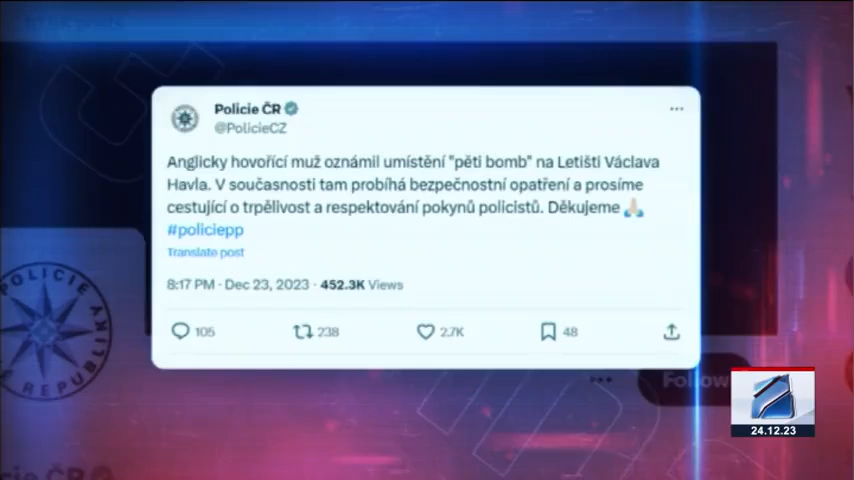 Policie ČR
@PolicieCZ
Anglicky hovořící muž oznámil umístění "pěti bomb" na Letišti Václava
Havla. V současnosti tam probíhá bezpečnostní opatření a prosíme
cestující o trpělivost a respektování pokynů policistů. Děkujeme 🙏🏻
#policiepp
Translate post
8:17 PM · Dec 23, 2023 · 452.3K Views
105 238 2.7K 48
POLICIE
REPUBLIKY
Follow
24.12.23